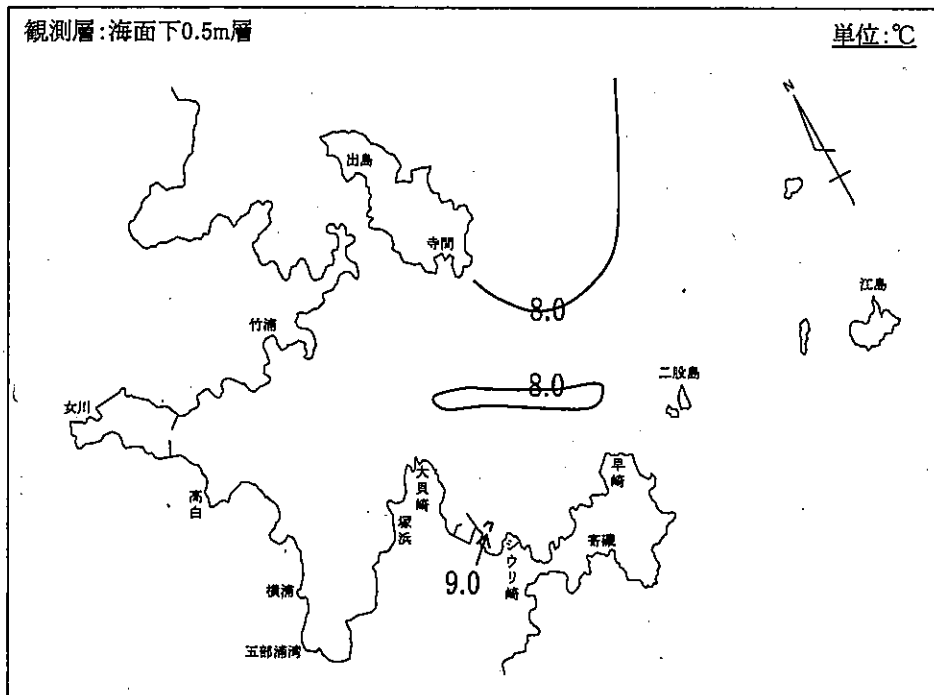 観測層:海面下0.5m層
単位:℃
N
出島
寺間
8.0
江島
竹浦
8.0
二股島
女川
大貝崎
早崎
高白
塚浜
寄磯
シウリ崎
9.0
横浦
五部浦湾